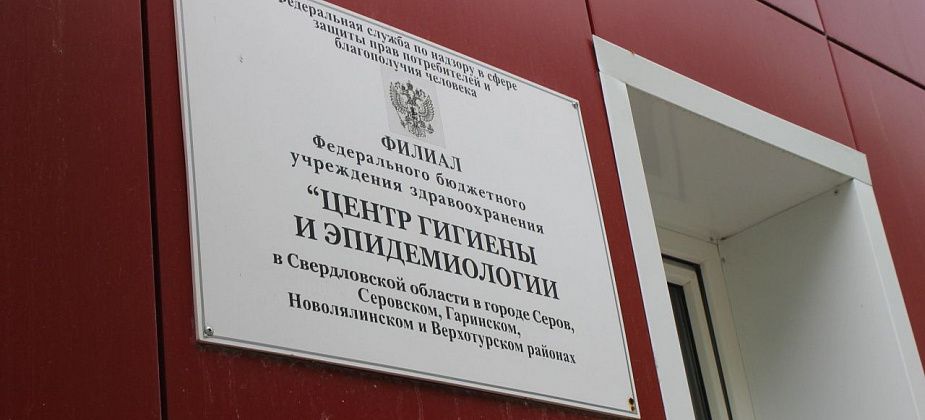 Федеральная служба по надзору в сфере
защиты прав потребителей и
благополучия человека
ФИЛИАЛ
Федерального бюджетного
учреждения здравоохранения
“ЦЕНТР ГИГИЕНЫ
И ЭПИДЕМИОЛОГИИ
в Свердловской области в городе Серов,
Серовском, Гаринском,
Новолялинском и Верхотурском районах